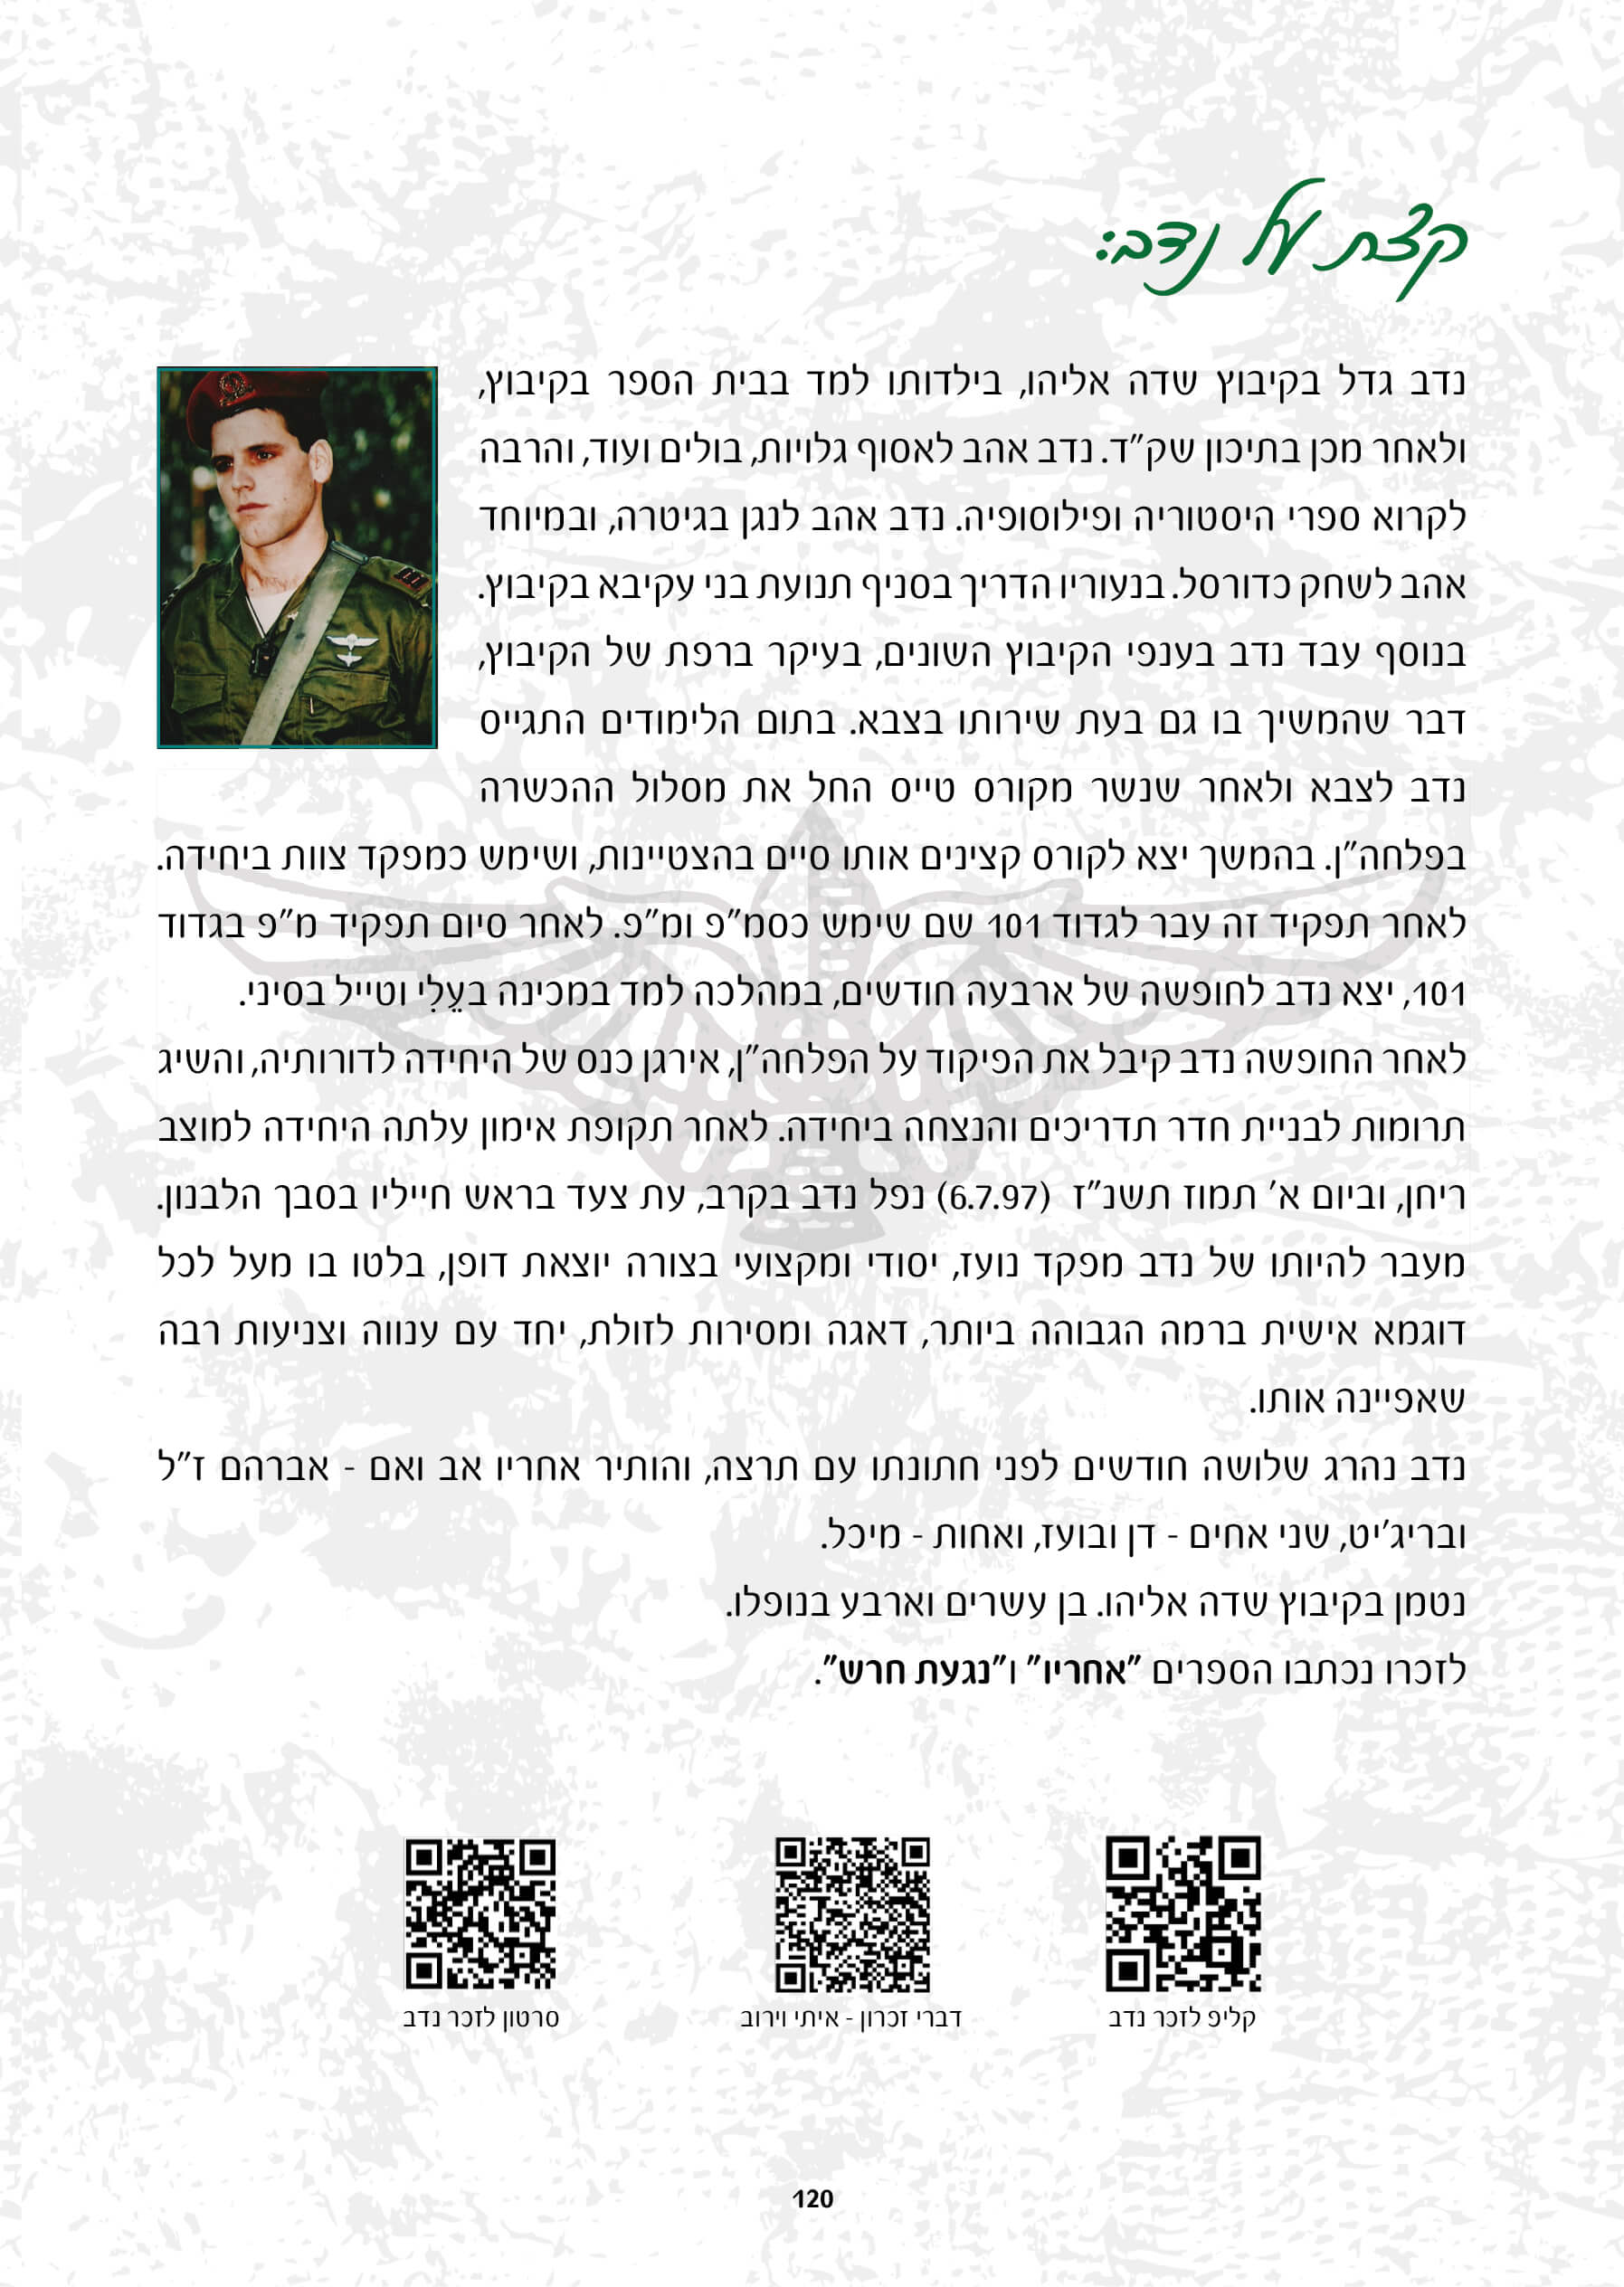 קצת על נדב:
נדב גדל בקיבוץ שדה אליהו, בילדותו למד בבית הספר בקיבוץ,
ולאחר מכן בתיכון שק"ד. נדב אהב לאסוף גלויות, בולים ועוד, והרבה
לקרוא ספרי היסטוריה ופילוסופיה. נדב אהב לנגן בגיטרה, ובמיוחד
אהב לשחק כדורסל. בנעוריו הדריך בסניף תנועת בני עקיבא בקיבוץ.
בנוסף עבד נדב בענפי הקיבוץ השונים, בעיקר ברפת של הקיבוץ,
דבר שהמשיך בו גם בעת שירותו בצבא. בתום הלימודים התגייס
נדב לצבא ולאחר שנשר מקורס טייס החל את מסלול ההכשרה
בפלחה"ן. בהמשך יצא לקורס קצינים אותו סיים בהצטיינות, ושימש כמפקד צוות ביחידה.
לאחר תפקיד זה עבר לגדוד 101 שם שימש כסמ"פ ומ"פ. לאחר סיום תפקיד מ"פ בגדוד
101, יצא נדב לחופשה של ארבעה חודשים, במהלכה למד במכינה בעֵלִי וטייל בסיני.
לאחר החופשה נדב קיבל את הפיקוד על הפלחה"ן, אירגן כנס של היחידה לדורותיה, והשיג
תרומות לבניית חדר תדריכים והנצחה ביחידה. לאחר תקופת אימון עלתה היחידה למוצב
ריחן, וביום א' תמוז תשנ"ז (6.7.97) נפל נדב בקרב, עת צעד בראש חייליו בסבך הלבנון.
מעבר להיותו של נדב מפקד נועז, יסודי ומקצועי בצורה יוצאת דופן, בלטו בו מעל לכל
דוגמא אישית ברמה הגבוהה ביותר, דאגה ומסירות לזולת, יחד עם ענווה וצניעות רבה
שאפיינה אותו.
נדב נהרג שלושה חודשים לפני חתונתו עם תרצה, והותיר אחריו אב ואם - אברהם ז"ל
ובריג'יט, שני אחים - דן ובועז, ואחות - מיכל.
נטמן בקיבוץ שדה אליהו. בן עשרים וארבע בנופלו.
לזכרו נכתבו הספרים "אחריו" ו"נגעת חרש".
קליפ לזכר נדב
דברי זכרון - איתי וירוב
סרטון לזכר נדב
120